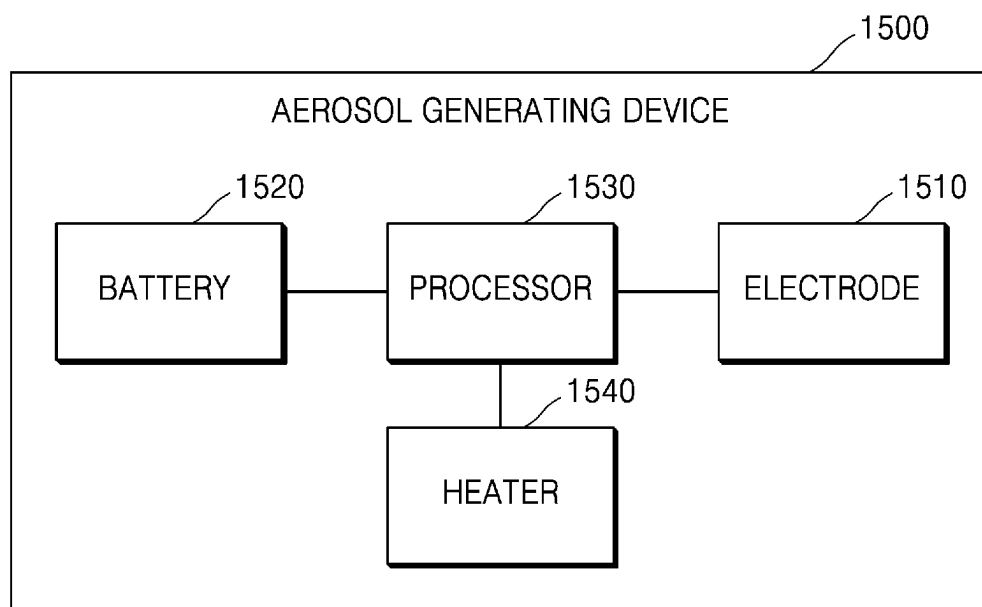 1500
AEROSOL GENERATING DEVICE
1520
1530
1510
BATTERY
PROCESSOR
ELECTRODE
1540
HEATER